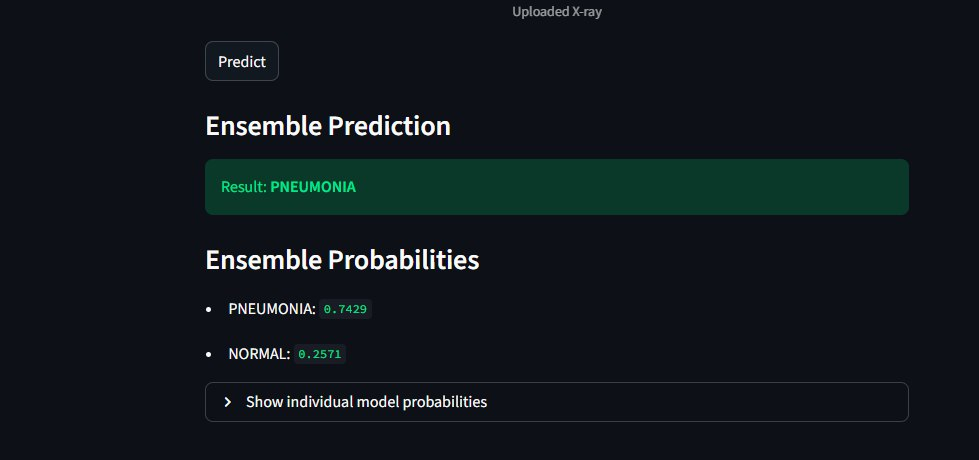 Uploaded X-ray
Predict
Ensemble Prediction
Result: PNEUMONIA
Ensemble Probabilities
• PNEUMONIA: 0.7429
• NORMAL: 0.2571
Show individual model probabilities